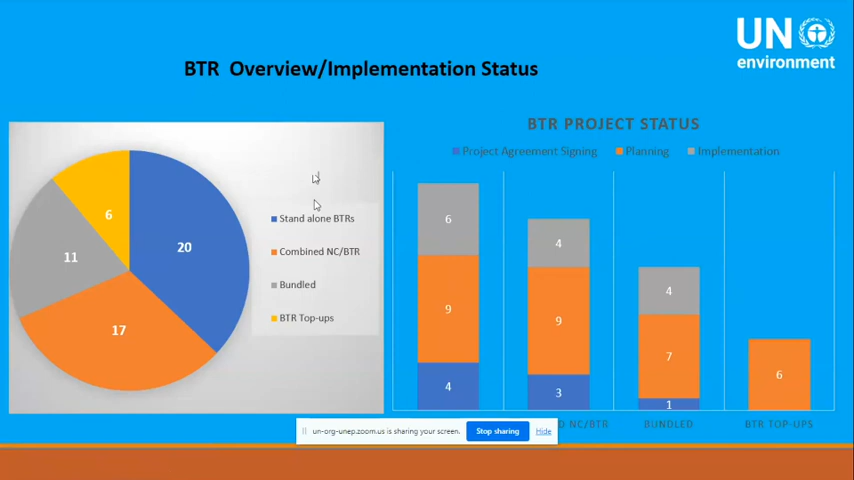 UN
environment
BTR Overview/Implementation Status
6
20
11
17
Stand alone BTRs
Combined NC/BTR
Bundled
BTR Top-ups
BTR PROJECT STATUS
Project Agreement Signing Planning Implementation
6
9
4
4
9
3
4
7
1
6
D NC/BTR BUNDLED BTR TOP-UPS
un-org-unep.zoom.us is sharing your screen. Stop sharing Hide